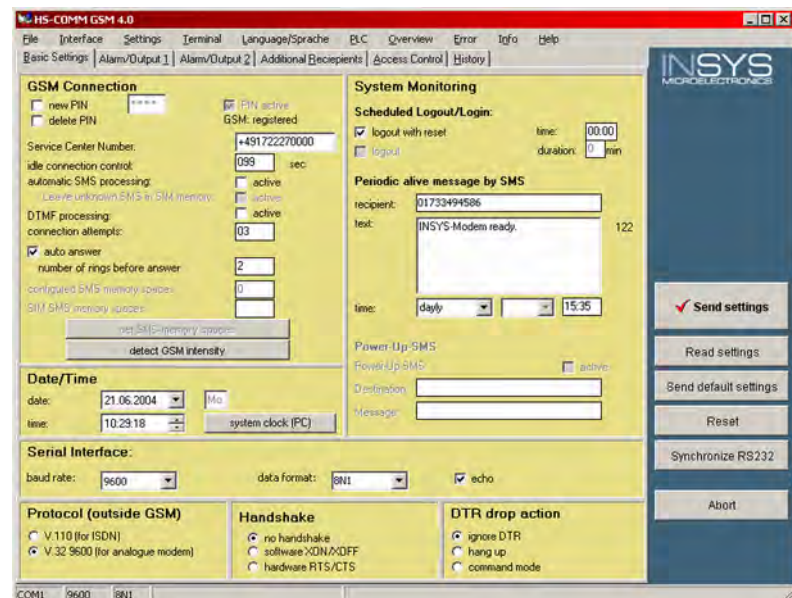 HS-COMM GSM 4.0
File Interface Settings Terminal Language/Sprache PLC Overview Error Info Help
Basic Settings Alarm/Output 1 Alarm/Output 2 Additional Reciepients Access Control History
INSYS
MICROELECTRONICS
GSM Connection
new PIN **** PIN active
delete PIN GSM: registered
Service Center Number: +491722270000
idle connection control: 099 sec
automatic SMS processing: active
Leave unknown SMS in SIM memory: active
DTMF processing: active
connection attempts: 03
auto answer
number of rings before answer 2
configured SMS memory spaces: 0
SIM SMS memory spaces:
set SMS-memory spaces
detect GSM intensity
System Monitoring
Scheduled Logout/Login:
logout with reset time: 00:00
logout duration: 0 min
Periodic alive message by SMS
recipient: 01733494586
text: INSYS-Modem ready. 122
time: dayly 15:35
Power-Up-SMS
Power-Up-SMS active
Destination
Message:
Date/Time
date: 21.06.2004 Mo
time: 10:29:18 system clock (PC)
Serial Interface:
baud rate: 9600 data format: 8N1 echo
Protocol (outside GSM)
V.110 (for ISDN)
V.32 9600 (for analogue modem)
Handshake
no handshake
software XON/XOFF
hardware RTS/CTS
DTR drop action
ignore DTR
hang up
command mode
Send settings
Read settings
Send default settings
Reset
Synchronize RS232
Abort
COM1 9600 8N1